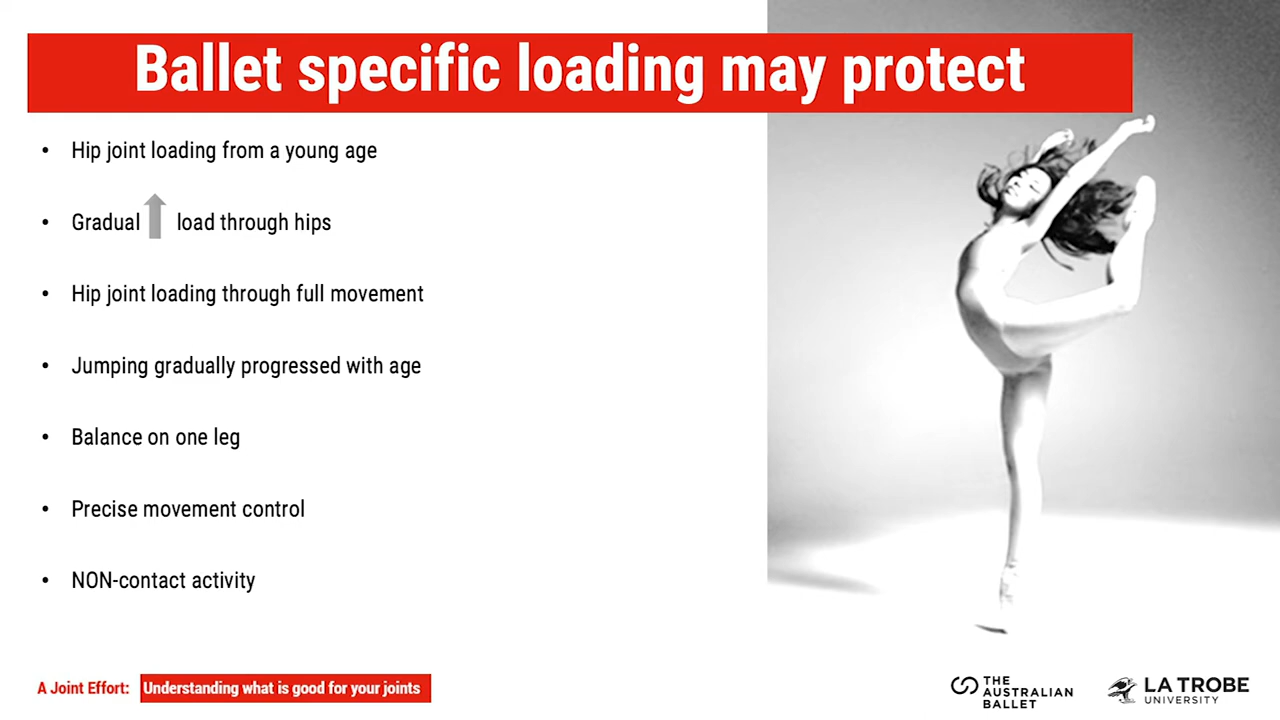 Ballet specific loading may protect
• Hip joint loading from a young age
• Gradual load through hips
• Hip joint loading through full movement
• Jumping gradually progressed with age
• Balance on one leg
• Precise movement control
• NON-contact activity
A Joint Effort: Understanding what is good for your joints
THE
AUSTRALIAN
BALLET
LA TROBE
UNIVERSITY